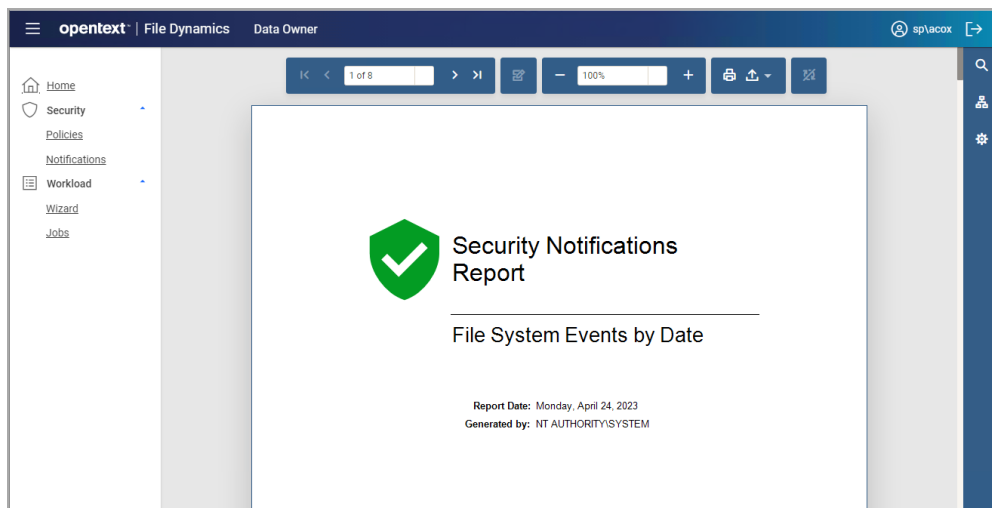 opentext™ | File Dynamics Data Owner sp\acox
1 of 8 100%
Home
Security
Policies
Notifications
Workload
Wizard
Jobs
Security Notifications
Report
File System Events by Date
Report Date: Monday, April 24, 2023
Generated by: NT AUTHORITY\SYSTEM